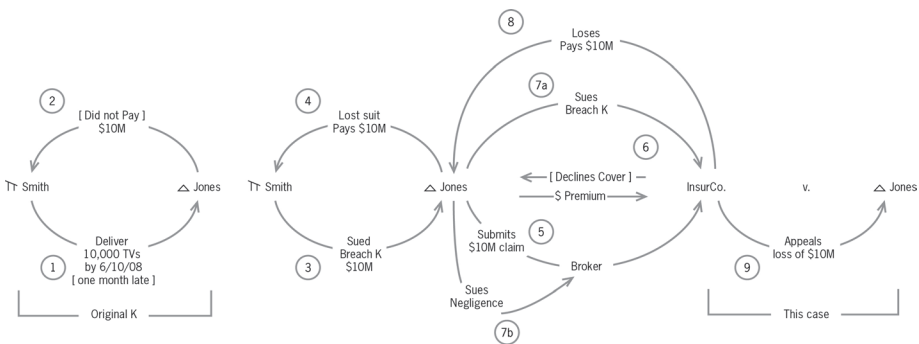 8
Loses
Pays $10M
7a
Sues
Breach K
2
[ Did not Pay ]
$10M
4
Lost suit
Pays $10M
6
[ Declines Cover ]
$ Premium
π Smith
△ Jones
π Smith
△ Jones
InsurCo.
v.
△ Jones
1
Deliver
10,000 TVs
by 6/10/08
[ one month late ]
3
Sued
Breach K
$10M
5
Submits
$10M claim
Broker
9
Appeals
loss of $10M
Sues
Negligence
7b
Original K
This case